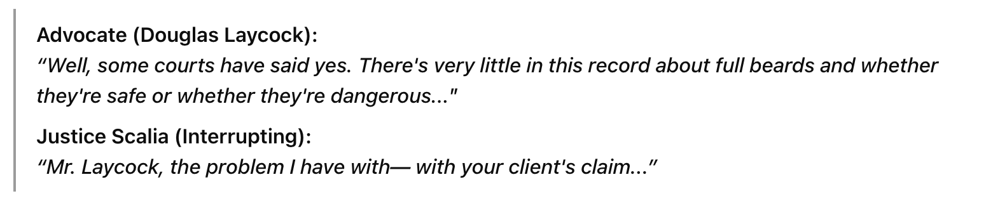 Advocate (Douglas Laycock):
“Well, some courts have said yes. There's very little in this record about full beards and whether
they're safe or whether they're dangerous..."
Justice Scalia (Interrupting):
“Mr. Laycock, the problem I have with— with your client's claim...”